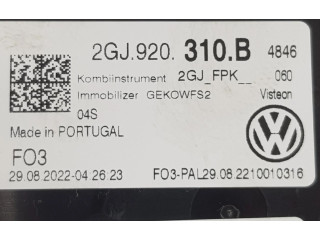 2GJ.920. 310.B 4846
Kombiinstrument 2GJ_FPK__ 060
Immobilizer GEKOWFS2 Visteon
04S
Made in PORTUGAL
FO3
29.08.2022-04:26:23 FO3-PAL29.08.2210010316